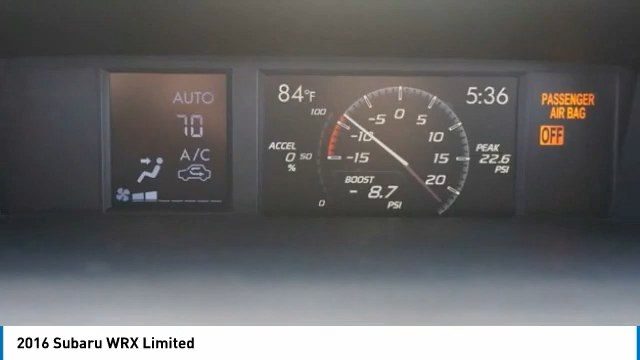 AUTO
70
A/C
84°F
5:36
100
ACCEL
0 50
%
0
-5 0 5
-10 10
-15 15
20
BOOST
- 8.7
PSI
PEAK
22.6
PSI
PASSENGER
AIR BAG
OFF
2016 Subaru WRX Limited